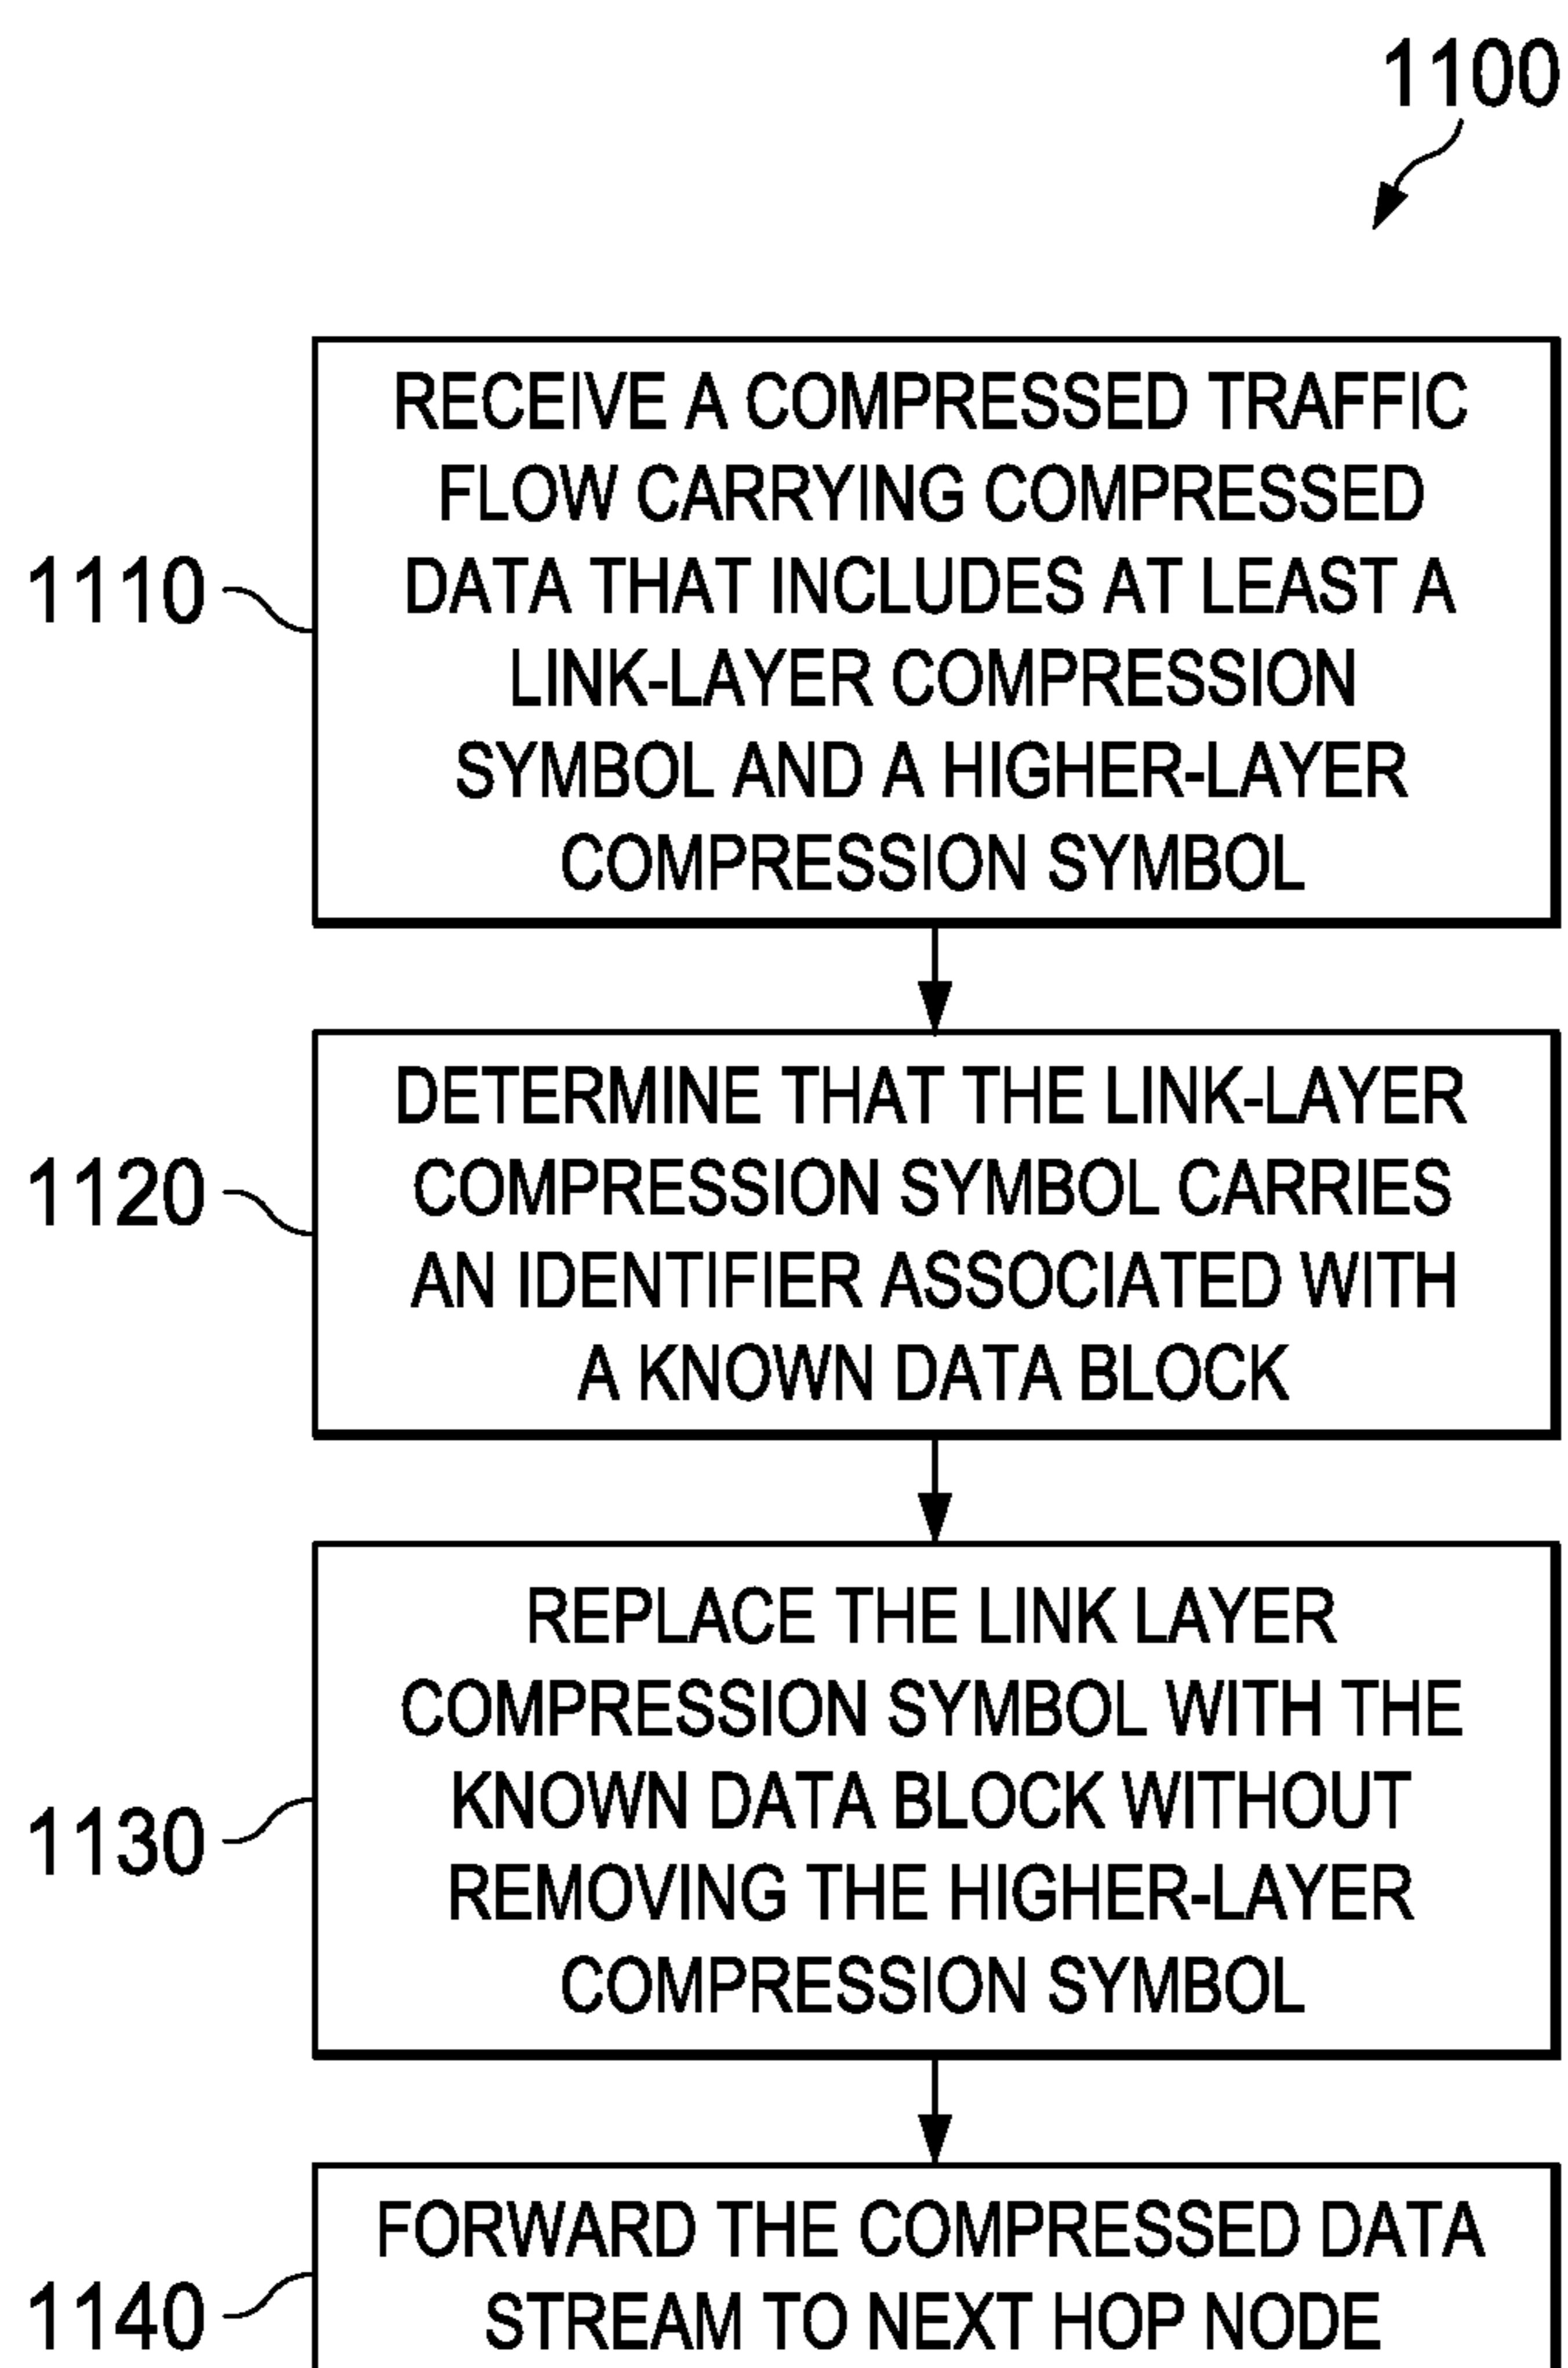 1100
RECEIVE A COMPRESSED TRAFFIC
FLOW CARRYING COMPRESSED
DATA THAT INCLUDES AT LEAST A
LINK-LAYER COMPRESSION
SYMBOL AND A HIGHER-LAYER
COMPRESSION SYMBOL
1110
DETERMINE THAT THE LINK-LAYER
COMPRESSION SYMBOL CARRIES
AN IDENTIFIER ASSOCIATED WITH
A KNOWN DATA BLOCK
1120
REPLACE THE LINK LAYER
COMPRESSION SYMBOL WITH THE
KNOWN DATA BLOCK WITHOUT
REMOVING THE HIGHER-LAYER
COMPRESSION SYMBOL
1130
FORWARD THE COMPRESSED DATA
STREAM TO NEXT HOP NODE
1140